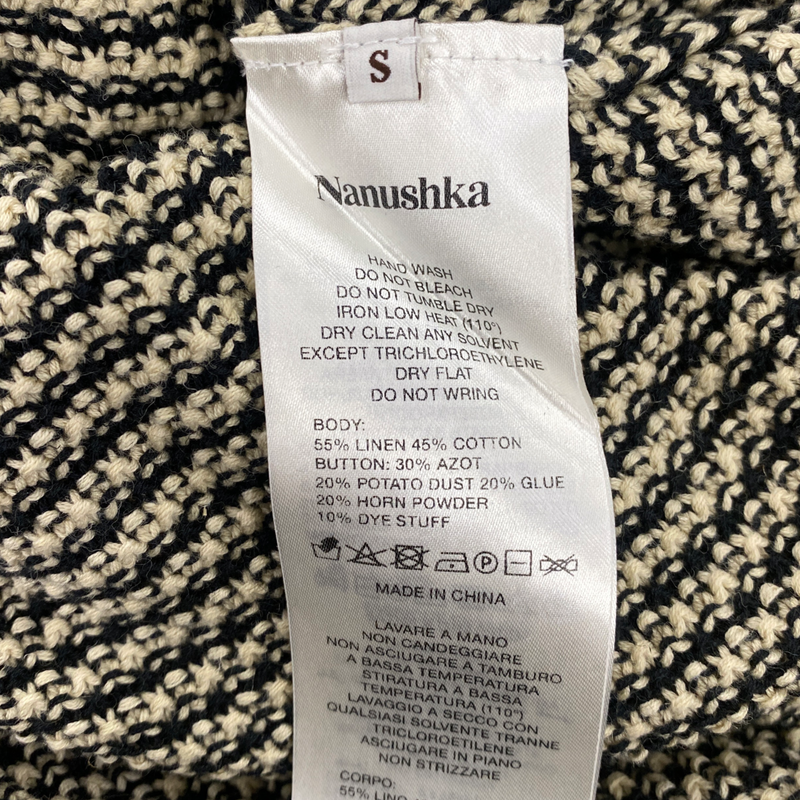 S
Nanushka
HAND WASH
DO NOT BLEACH
DO NOT TUMBLE DRY
IRON LOW HEAT (110°)
DRY CLEAN ANY SOLVENT
EXCEPT TRICHLOROETHYLENE
DRY FLAT
DO NOT WRING
BODY:
55% LINEN 45% COTTON
BUTTON: 30% AZOT
20% POTATO DUST 20% GLUE
20% HORN POWDER
10% DYE STUFF
P
MADE IN CHINA
LAVARE A MANO
NON CANDEGGIARE
NON ASCIUGARE A TAMBURO
A BASSA TEMPERATURA
STIRATURA A BASSA
TEMPERATURA (110°)
LAVAGGIO A SECCO CON
QUALSIASI SOLVENTE TRANNE
TRICLOROETILENE
ASCIUGARE IN PIANO
NON STRIZZARE
CORPO:
55%